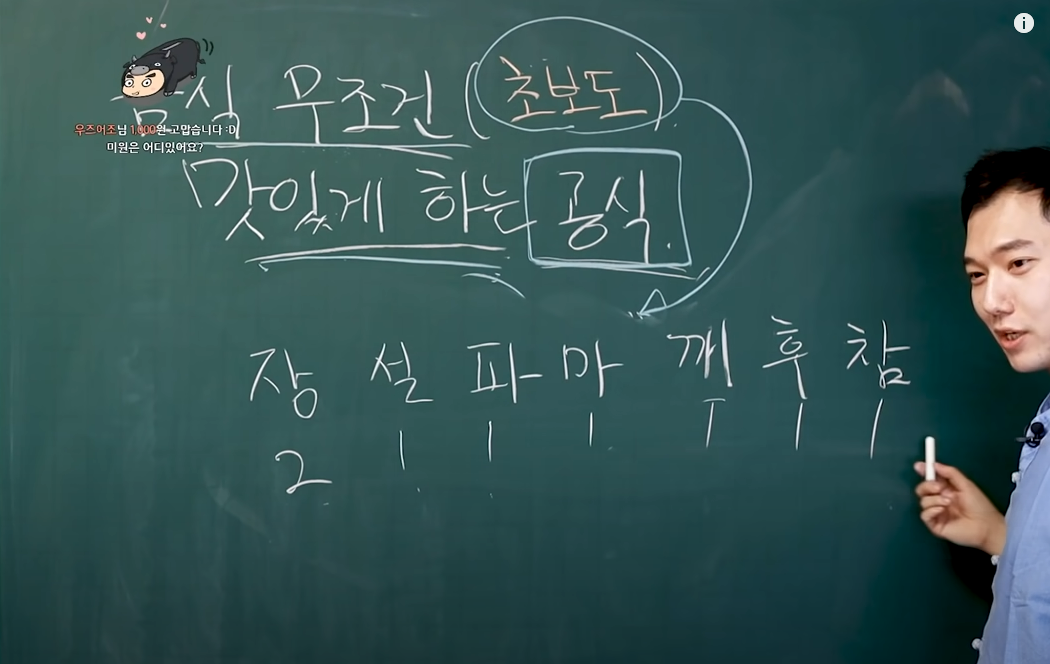 음식 무조건 (초보도)
우즈어조님 1,000원 고맙습니다 :D
미원은 어디있어요?
맛있게 하는 공식.
장 설 파 마 깨 후 참
2 1 1 1 1 1 1